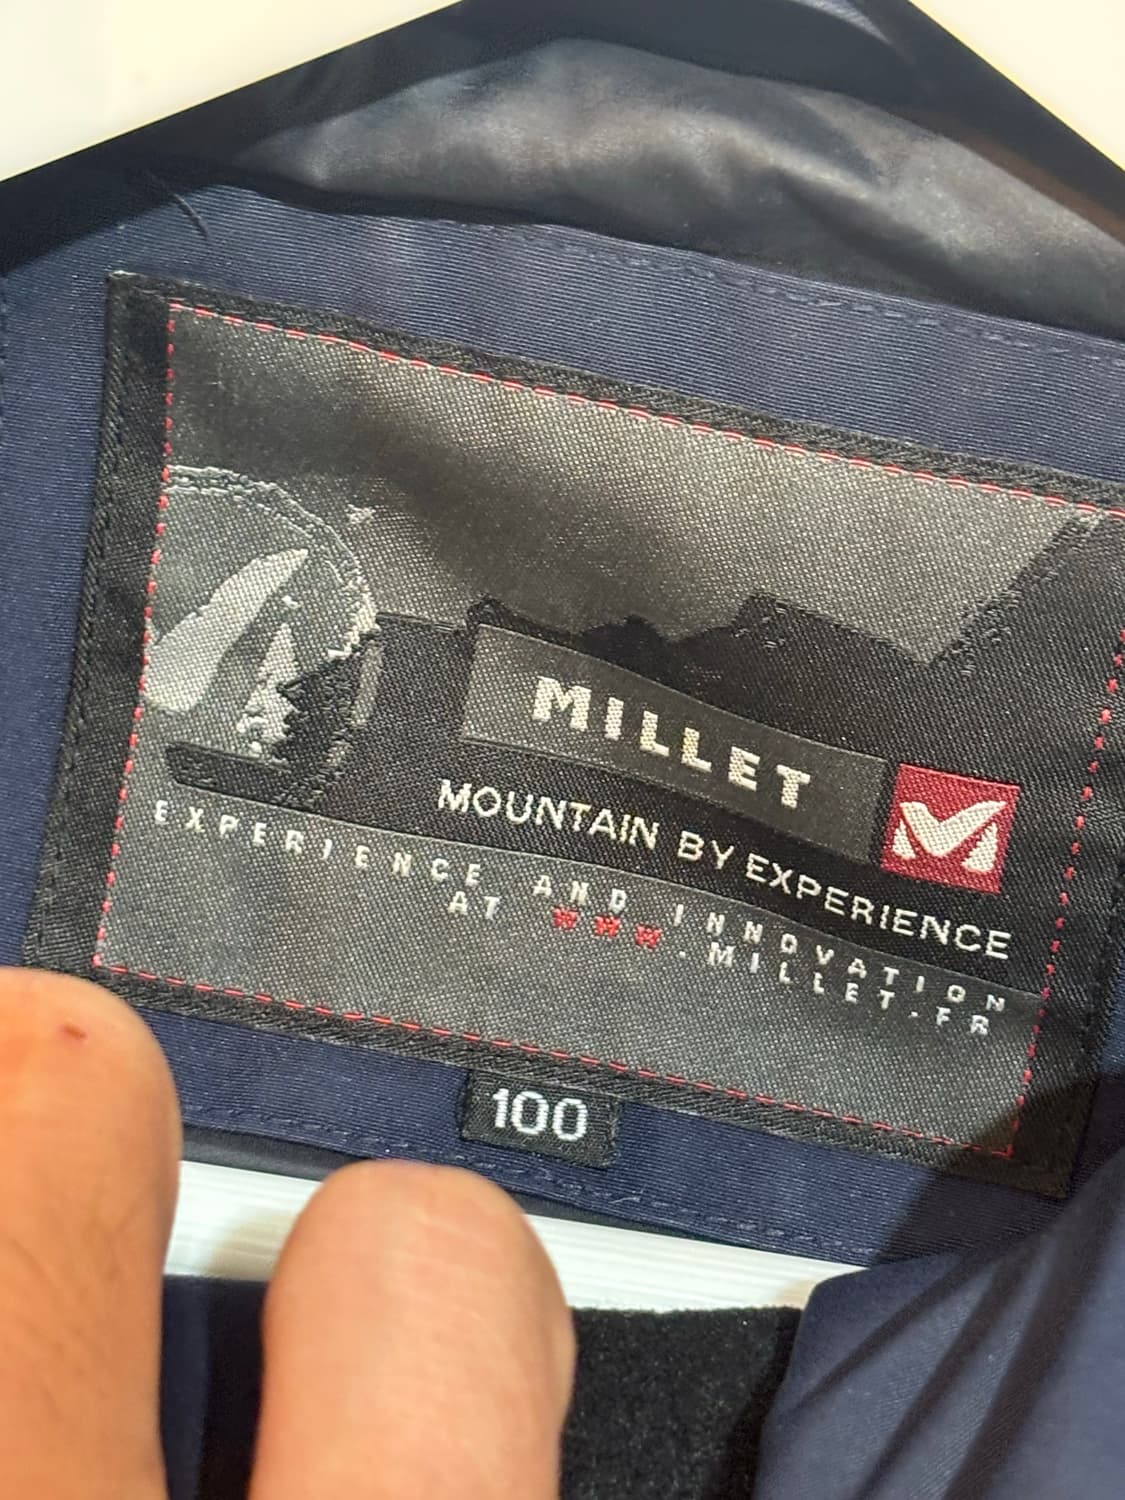 MILLET
MOUNTAIN BY EXPERIENCE
EXPERIENCE AND INNOVATION
AT WWW.MILLET.FR
100